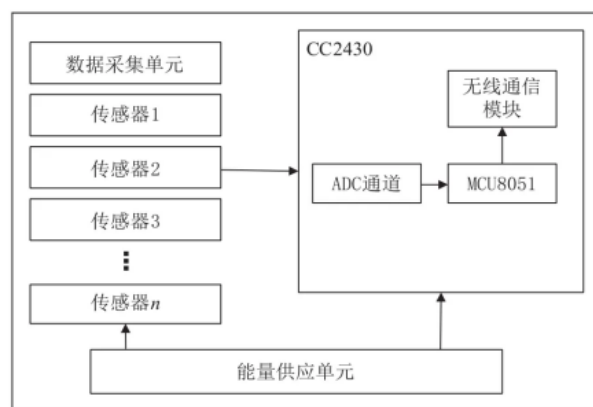 数据采集单元
传感器1
传感器2
传感器3
传感器n
CC2430
无线通信
模块
ADC通道
MCU8051
能量供应单元